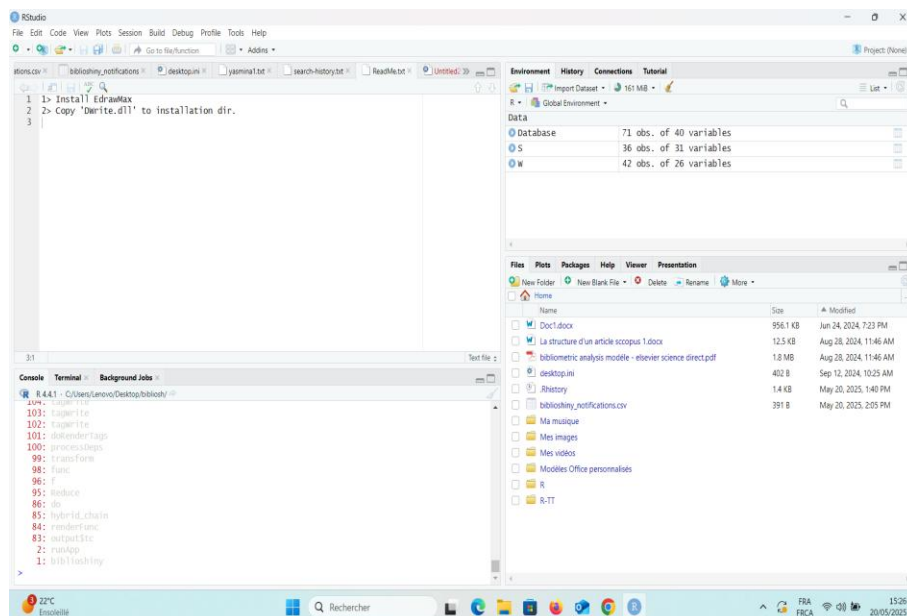 RStudio
File Edit Code View Plots Session Build Debug Profile Tools Help
Go to file/function Addins Project: (None)
ations.csv biblioshiny_notifications desktop.ini yasmina1.txt search-history.txt ReadMe.txt Untitled2
1 1> Install EdrawMax
2 2> Copy 'Dwrite.dll' to installation dir.
3
3:1 Text file
Console Terminal Background Jobs
R 4.4.1 · C:/Users/Lenovo/Desktop/bibliosh/
104: tagWrite
103: tagWrite
102: tagWrite
101: doRenderTags
100: processDeps
99: transform
98: func
96: f
95: Reduce
86: do
85: hybrid_chain
84: renderFunc
83: output$tc
2: runApp
1: biblioshiny
>
Environment History Connections Tutorial
Import Dataset 161 MiB List
R Global Environment
Data
Database 71 obs. of 40 variables
S 36 obs. of 31 variables
W 42 obs. of 26 variables
Files Plots Packages Help Viewer Presentation
New Folder New Blank File Delete Rename More
Home
Name Size Modified
Doc1.docx 956.1 KB Jun 24, 2024, 7:23 PM
La structure d'un article sccopus 1.docx 12.5 KB Aug 28, 2024, 11:46 AM
bibliometric analysis modéle - elsevier science direct.pdf 1.8 MB Aug 28, 2024, 11:46 AM
desktop.ini 402 B Sep 12, 2024, 10:25 AM
.Rhistory 1.4 KB May 20, 2025, 1:40 PM
biblioshiny_notifications.csv 391 B May 20, 2025, 2:05 PM
Ma musique
Mes images
Mes vidéos
Modèles Office personnalisés
R
R-TT
3 22°C
Ensoleillé
Rechercher
FRA
FRCA
15:26
20/05/2025